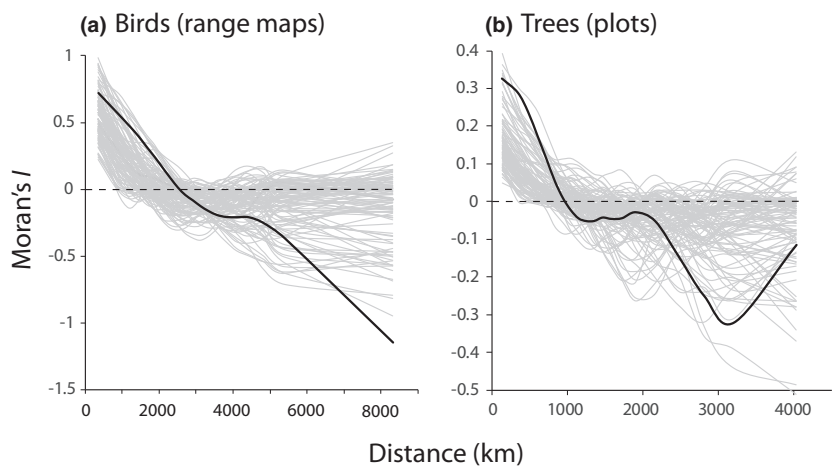 (a) Birds (range maps)
(b) Trees (plots)
Moran's I
1
0.5
0
-0.5
-1
-1.5
0 2000 4000 6000 8000
0.4
0.3
0.2
0.1
0
-0.1
-0.2
-0.3
-0.4
-0.5
0 1000 2000 3000 4000
Distance (km)